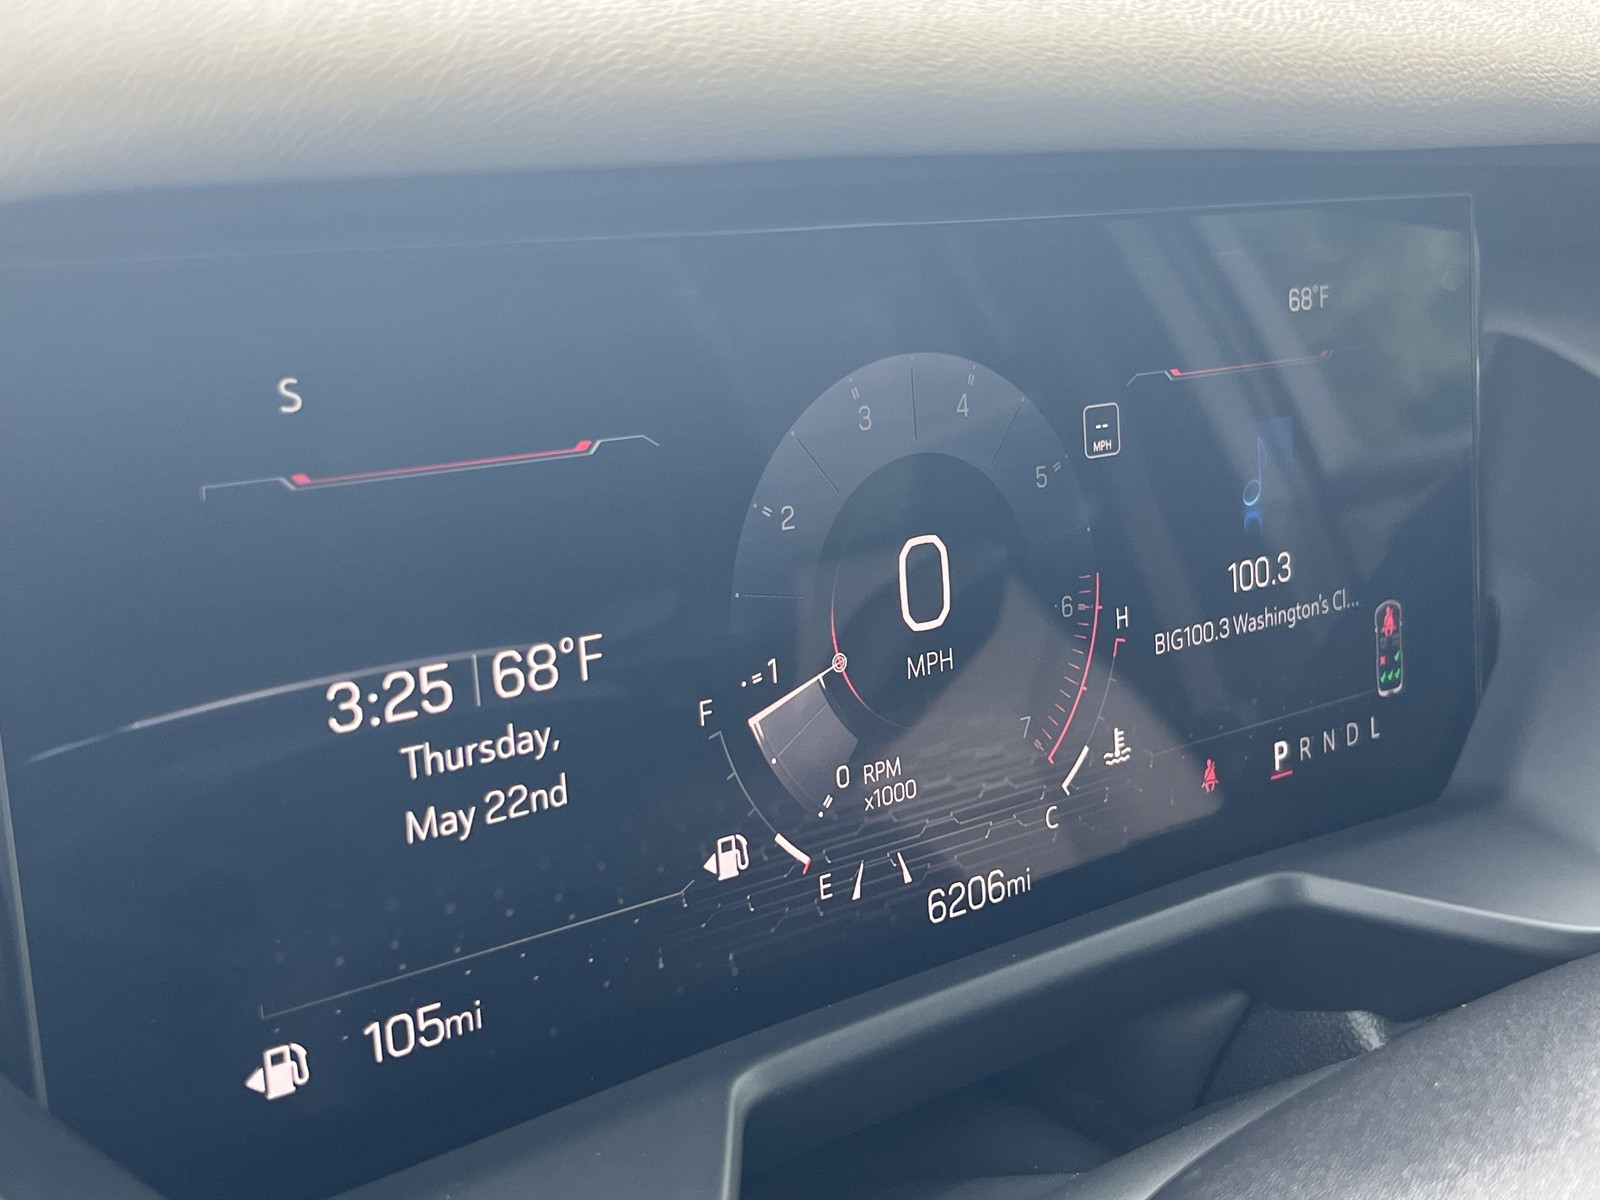 S
3:25 | 68°F
Thursday,
May 22nd
105mi
F
E
0
1
2
3
4
5
6
7
RPM
x1000
0
MPH
6206mi
H
C
--
MPH
68°F
100.3
BIG100.3 Washington's Cl...
P R N D L